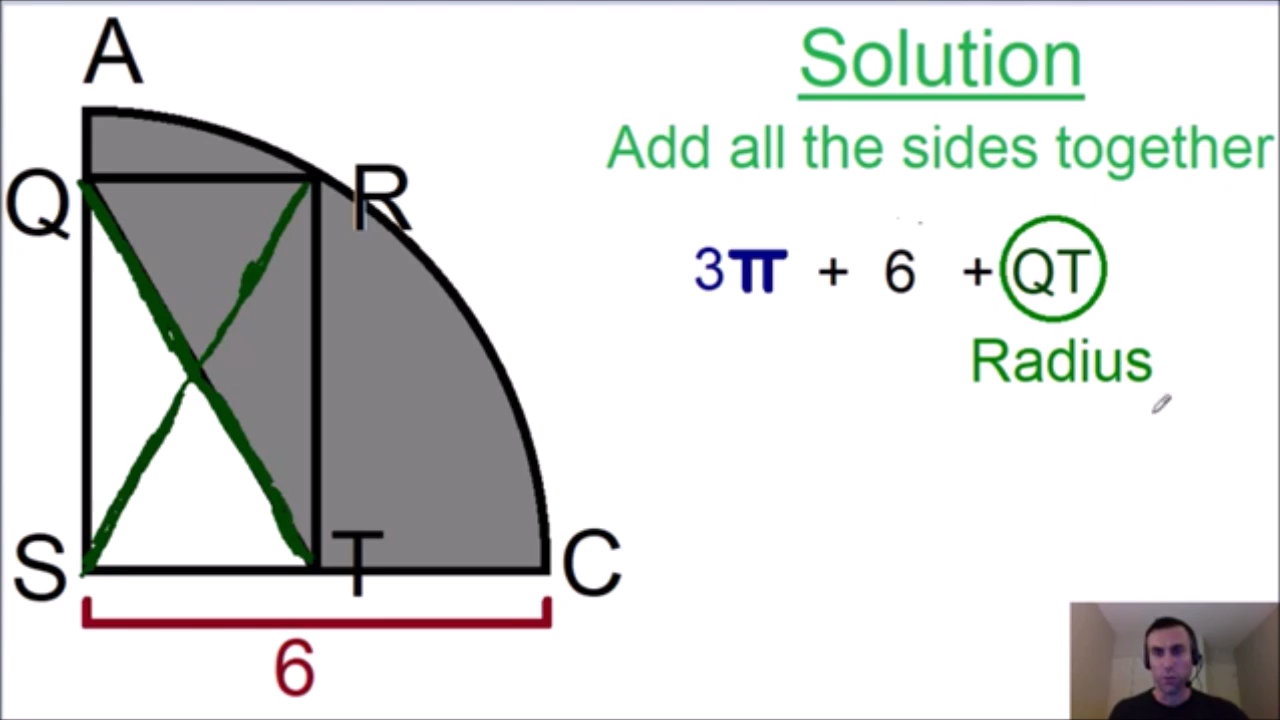 A
Q
R
S
T
C
6
Solution
Add all the sides together
3π + 6 + QT
Radius